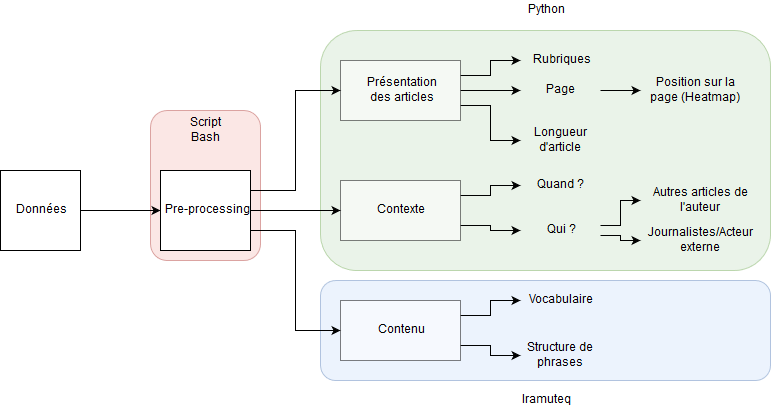 Python
Script
Bash
Données
Pre-processing
Présentation
des articles
Rubriques
Page
Position sur la
page (Heatmap)
Longueur
d'article
Contexte
Quand ?
Qui ?
Autres articles de
l'auteur
Journalistes/Acteur
externe
Contenu
Vocabulaire
Structure de
phrases
Iramuteq